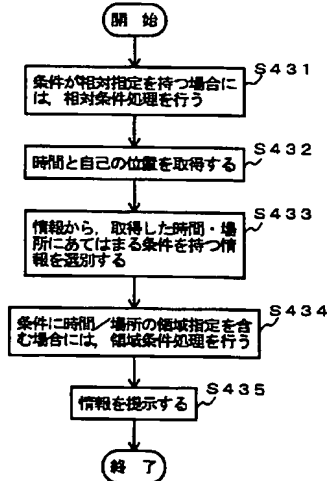 開 始
S431
条件が相対指定を持つ場合に
は，相対条件処理を行う
S432
時間と自己の位置を取得する
S433
情報から，取得した時間・場
所にあてはまる条件を持つ情
報を選別する
S434
条件に時間／場所の領域指定を含
む場合には，領域条件処理を行う
S435
情報を提示する
終 了